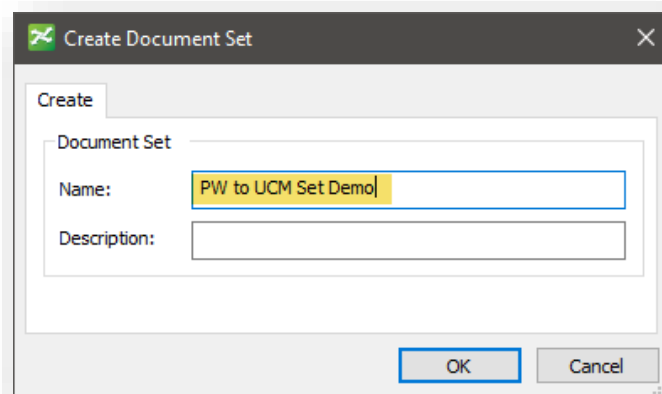 Create Document Set
Create
Document Set
Name: PW to UCM Set Demo
Description:
OK Cancel